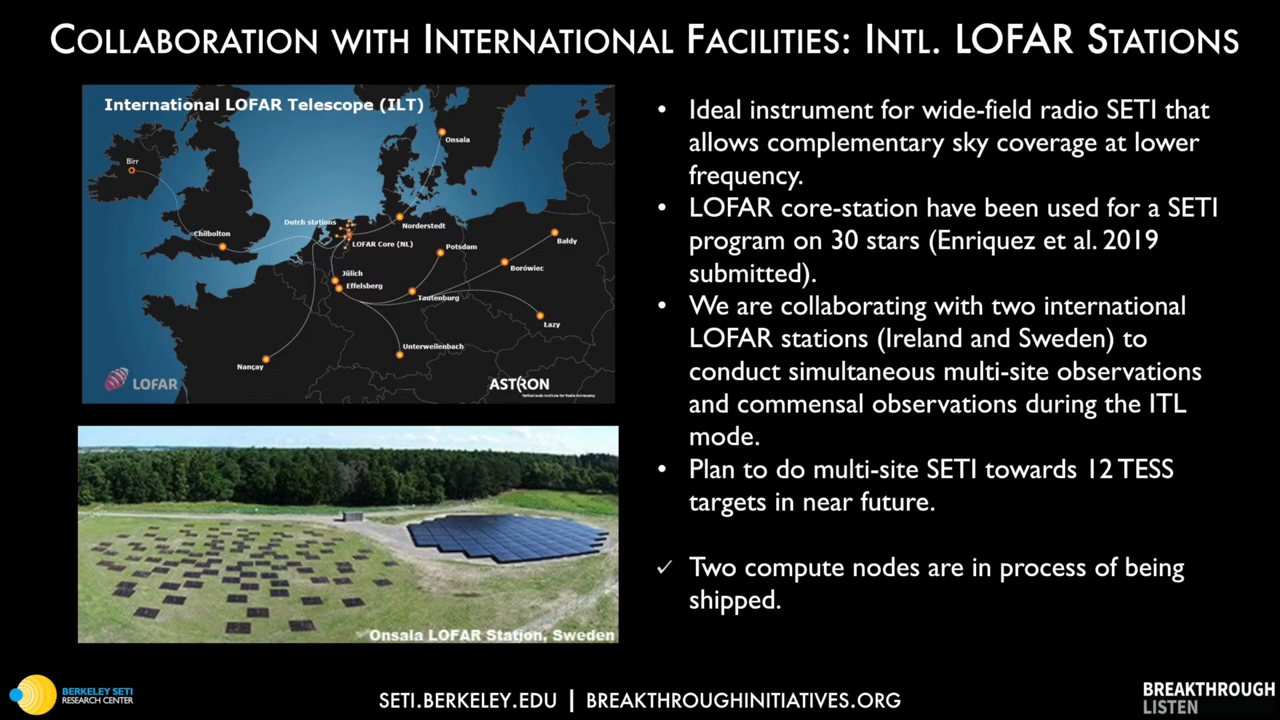 COLLABORATION WITH INTERNATIONAL FACILITIES: INTL. LOFAR STATIONS
International LOFAR Telescope (ILT)
Onsala
Birr
Dutch stations
Norderstedt
Chilbolton
LOFAR Core (NL)
Bałdy
Potsdam
Borówiec
Jülich
Effelsberg
Tautenburg
Łazy
Unterweilenbach
Nançay
LOFAR
ASTRON
Netherlands Institute for Radio Astronomy
Onsala LOFAR Station, Sweden
• Ideal instrument for wide-field radio SETI that
allows complementary sky coverage at lower
frequency.
• LOFAR core-station have been used for a SETI
program on 30 stars (Enriquez et al. 2019
submitted).
• We are collaborating with two international
LOFAR stations (Ireland and Sweden) to
conduct simultaneous multi-site observations
and commensal observations during the ITL
mode.
• Plan to do multi-site SETI towards 12 TESS
targets in near future.
✓ Two compute nodes are in process of being
shipped.
BERKELEY SETI
RESEARCH CENTER
SETI.BERKELEY.EDU | BREAKTHROUGHINITIATIVES.ORG
BREAKTHROUGH
LISTEN